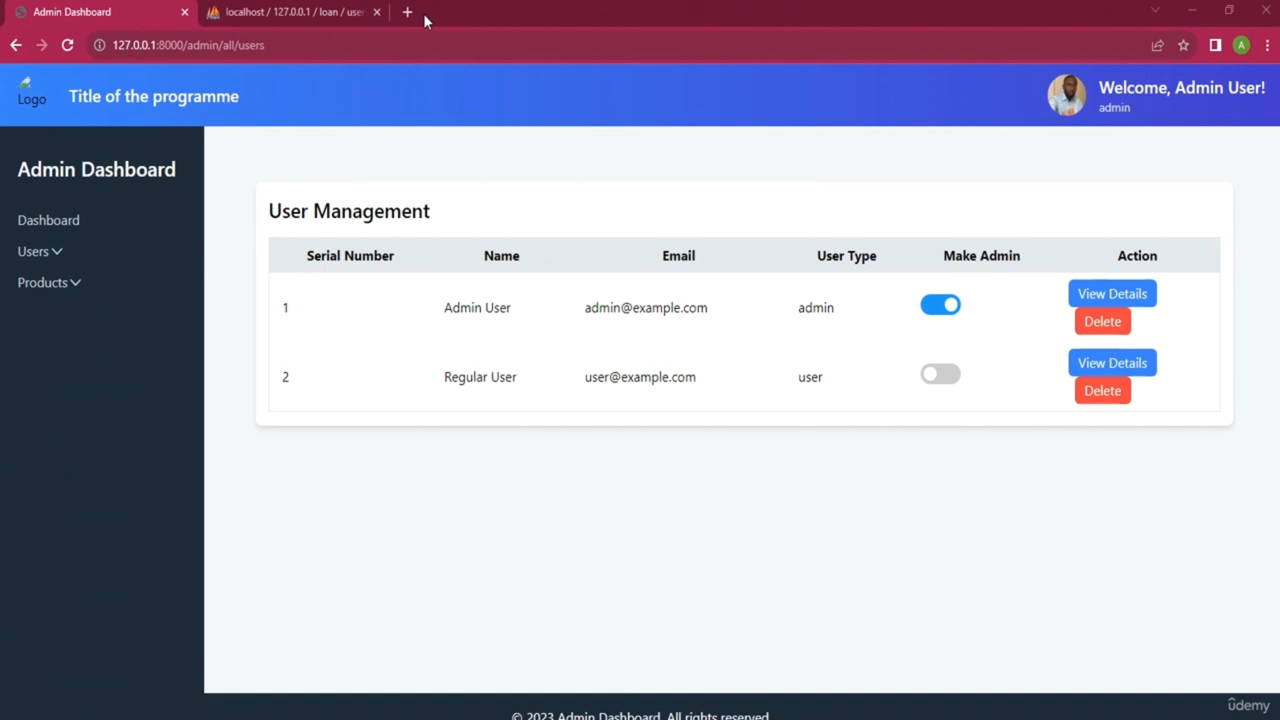 Admin Dashboard
localhost / 127.0.0.1 / loan / user
127.0.0.1:8000/admin/all/users
A
Logo
Title of the programme
Welcome, Admin User!
admin
Admin Dashboard
Dashboard
Users
Products
User Management
Serial Number Name Email User Type Make Admin Action
1 Admin User admin@example.com admin View Details
Delete
2 Regular User user@example.com user View Details
Delete
© 2023 Admin Dashboard. All rights reserved.
ûdemy